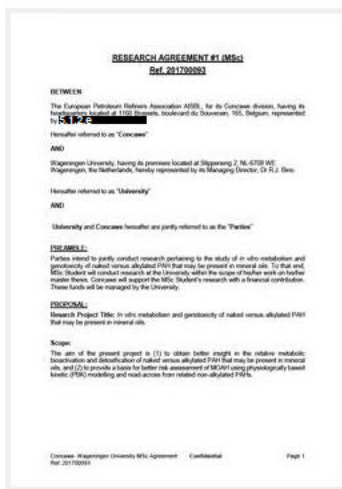 RESEARCH AGREEMENT #1 (MSc)
Ref. 201700093
BETWEEN
The European Petroleum Refiners Association AISBL, for its Concawe division, having its
headquarters located at 1160 Brussels, boulevard du Souverain, 165, Belgium, represented
by 5.1.2.e
Hereafter referred to as "Concawe"
AND
Wageningen University, having its premises located at Stippeneng 2, NL-6708 WE
Wageningen, the Netherlands, hereby represented by its Managing Director, Dr R.J. Bino.
Hereafter referred to as "University"
AND
University and Concawe hereafter are jointly referred to as the "Parties"
PREAMBLE:
Parties intend to jointly conduct research pertaining to the study of in vitro metabolism and
genotoxicity of naked versus alkylated PAH that may be present in mineral oils. To that end,
MSc Student will conduct research at the University within the scope of his/her work on his/her
master thesis. Concawe will support the MSc Student's research with a financial contribution.
These funds will be managed by the University.
PROPOSAL:
Research Project Title: In vitro metabolism and genotoxicity of naked versus alkylated PAH
that may be present in mineral oils.
Scope:
The aim of the present project is (1) to obtain better insight in the relative metabolic
bioactivation and detoxification of naked versus alkylated PAH that may be present in mineral
oils, and (2) to provide a basis for better risk assessment of MOAH using physiologically based
kinetic (PBK) modelling and read-across from related non-alkylated PAHs.
Concawe- Wageningen University MSc Agreement Confidential Page 1
Ref. 201700093